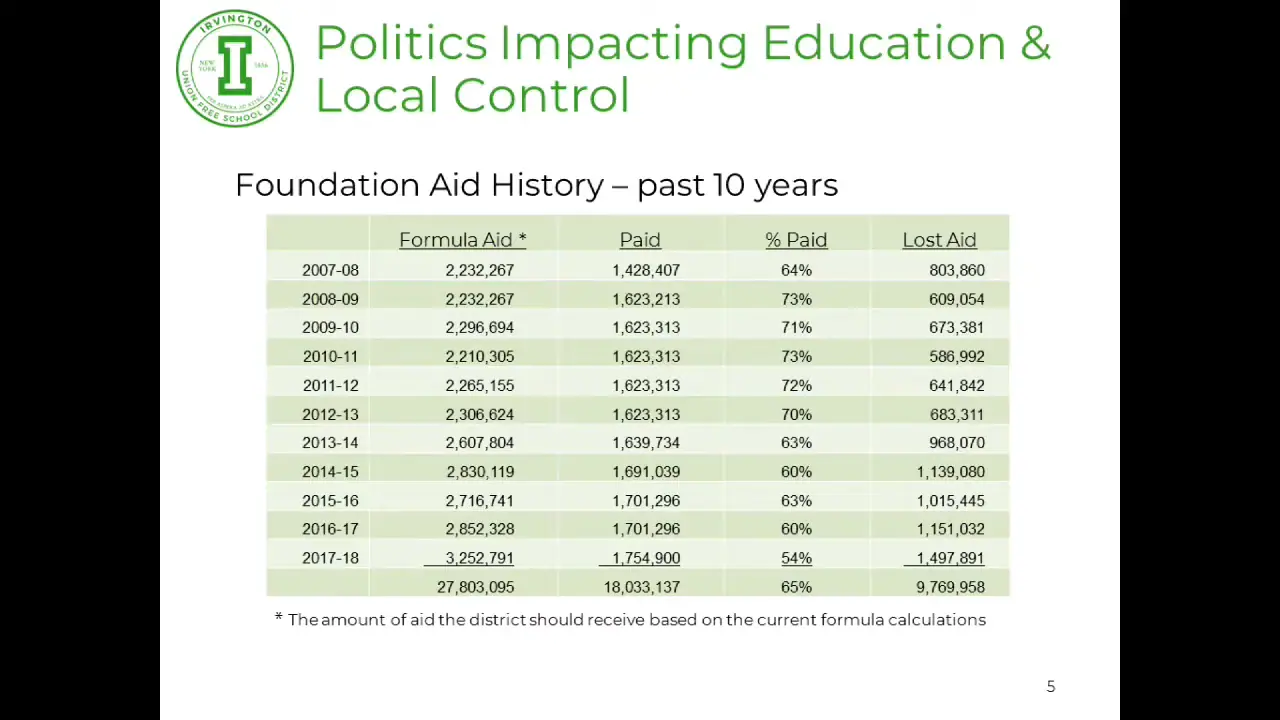 IRVINGTON
NEW YORK
UNION FREE SCHOOL DISTRICT
Politics Impacting Education &
Local Control
Foundation Aid History – past 10 years
Formula Aid * Paid % Paid Lost Aid
2007-08 2,232,267 1,428,407 64% 803,860
2008-09 2,232,267 1,623,213 73% 609,054
2009-10 2,296,694 1,623,313 71% 673,381
2010-11 2,210,305 1,623,313 73% 586,992
2011-12 2,265,155 1,623,313 72% 641,842
2012-13 2,306,624 1,623,313 70% 683,311
2013-14 2,607,804 1,639,734 63% 968,070
2014-15 2,830,119 1,691,039 60% 1,139,080
2015-16 2,716,741 1,701,296 63% 1,015,445
2016-17 2,852,328 1,701,296 60% 1,151,032
2017-18 3,252,791 1,754,900 54% 1,497,891
27,803,095 18,033,137 65% 9,769,958
* The amount of aid the district should receive based on the current formula calculations
5